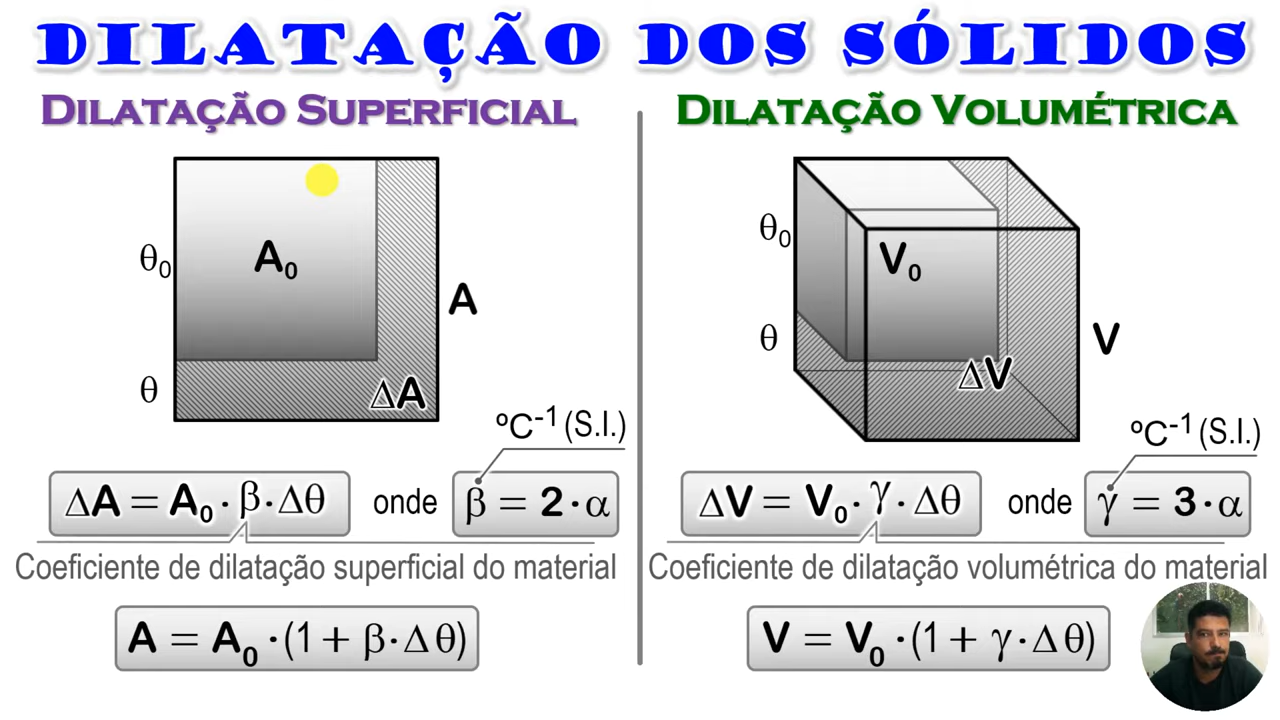 DILATAÇÃO DOS SÓLIDOS
DILATAÇÃO SUPERFICIAL
θ₀
A₀
A
θ
ΔA
ºC⁻¹ (S.I.)
ΔA = A₀ · β · Δθ onde β = 2 · α
Coeficiente de dilatação superficial do material
A = A₀ · (1 + β · Δθ)
DILATAÇÃO VOLUMÉTRICA
θ₀
V₀
θ
V
ΔV
ºC⁻¹ (S.I.)
ΔV = V₀ · γ · Δθ onde γ = 3 · α
Coeficiente de dilatação volumétrica do material
V = V₀ · (1 + γ · Δθ)